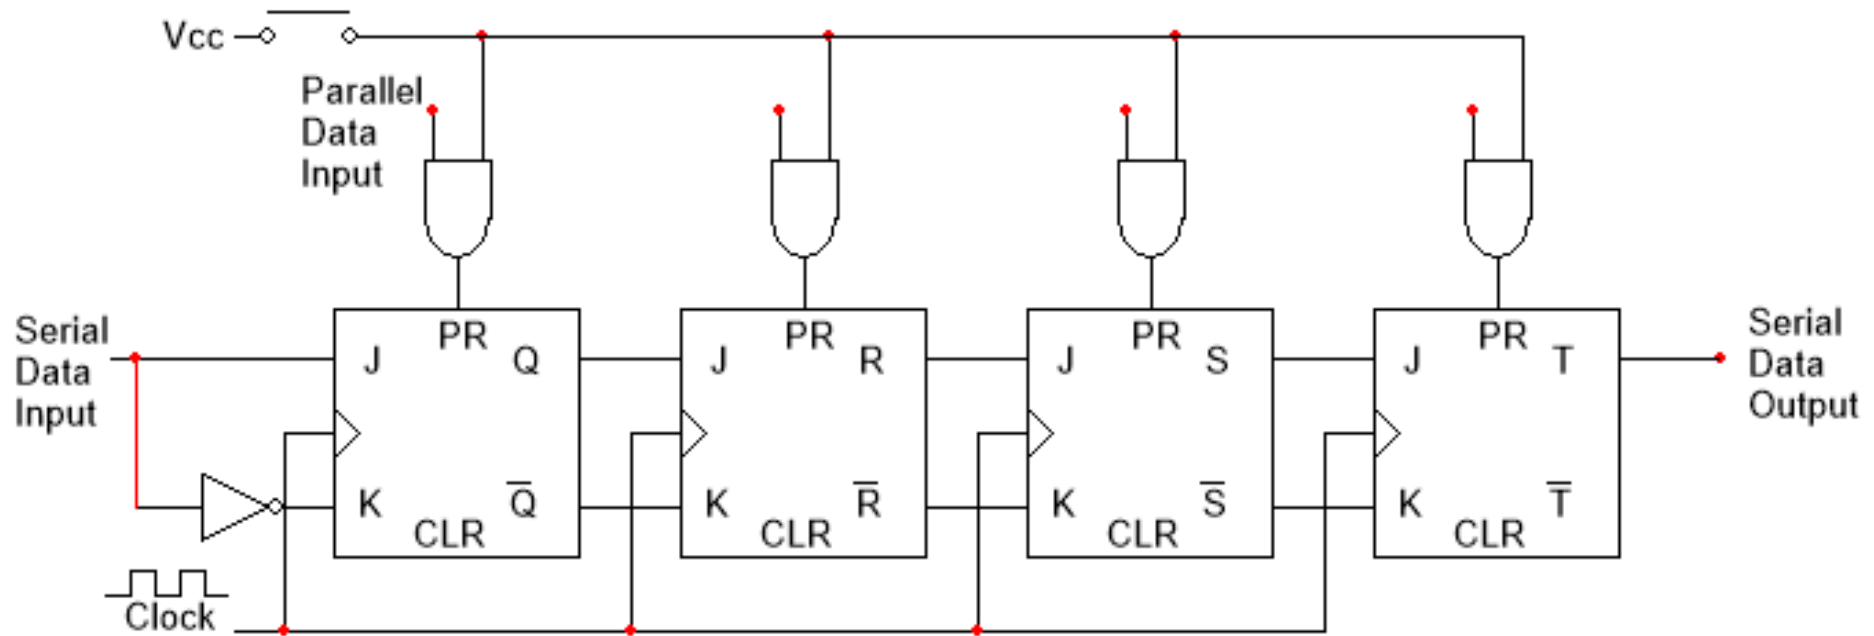 Vcc
Parallel
Data
Input
Serial
Data
Input
PR
J
Q
K
Q̅
CLR
PR
J
R
K
R̅
CLR
PR
J
S
K
S̅
CLR
PR
J
T
K
T̅
CLR
Serial
Data
Output
Clock